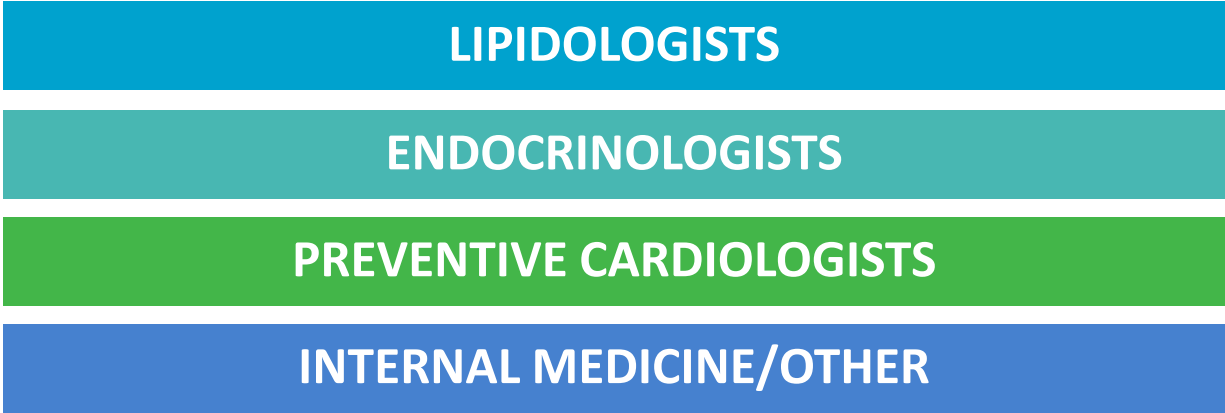 LIPIDOLOGISTS
ENDOCRINOLOGISTS
PREVENTIVE CARDIOLOGISTS
INTERNAL MEDICINE/OTHER